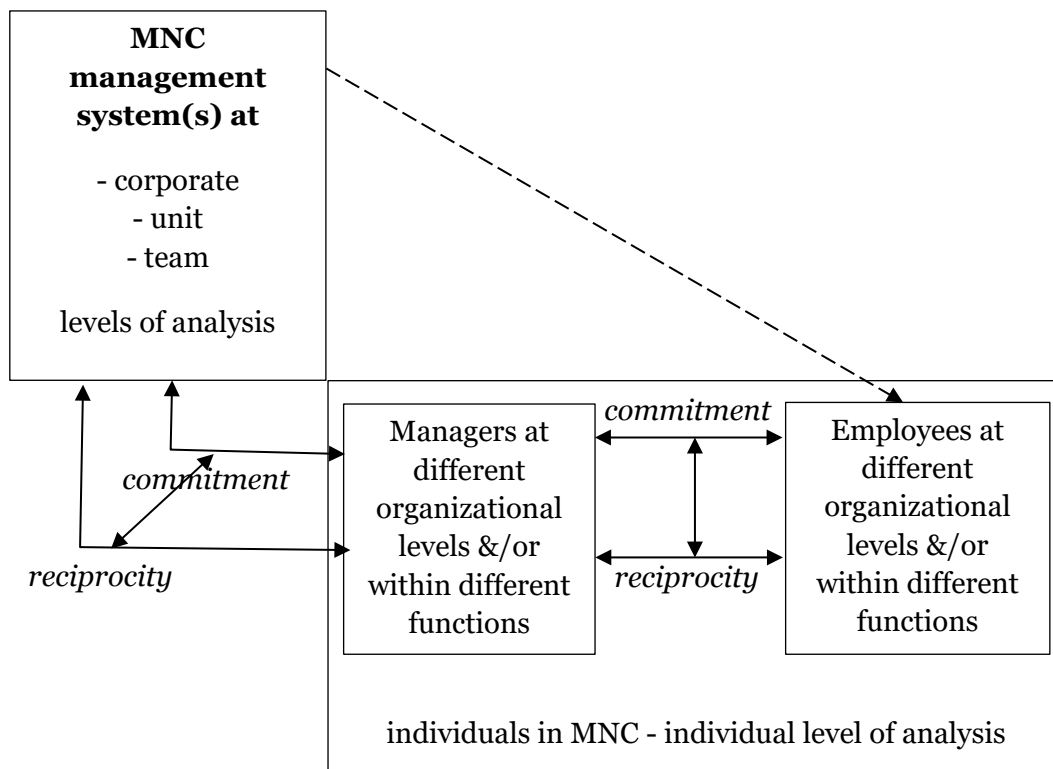 MNC
management
system(s) at
- corporate
- unit
- team
levels of analysis
commitment
reciprocity
Managers at
different
organizational
levels &/or
within different
functions
commitment
reciprocity
Employees at
different
organizational
levels &/or
within different
functions
individuals in MNC - individual level of analysis